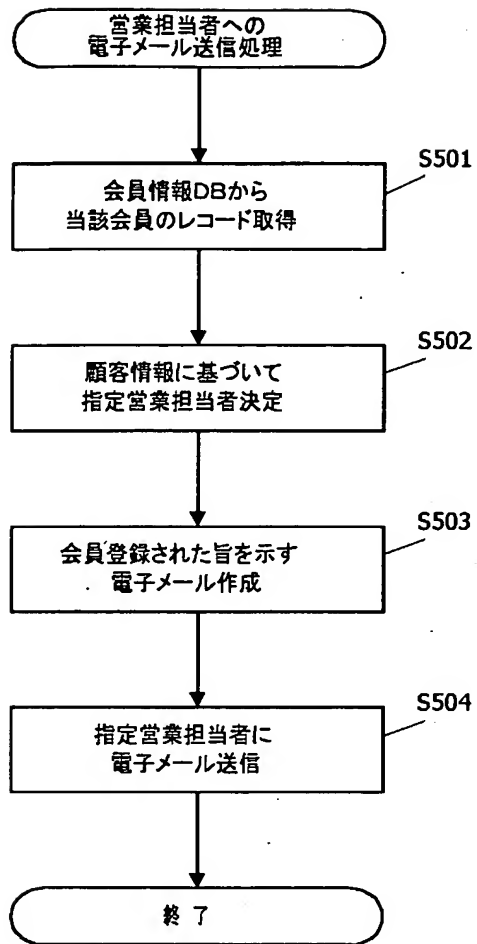 営業担当者への
電子メール送信処理
S501
会員情報DBから
当該会員のレコード取得
S502
顧客情報に基づいて
指定営業担当者決定
S503
会員登録された旨を示す
電子メール作成
S504
指定営業担当者に
電子メール送信
終了